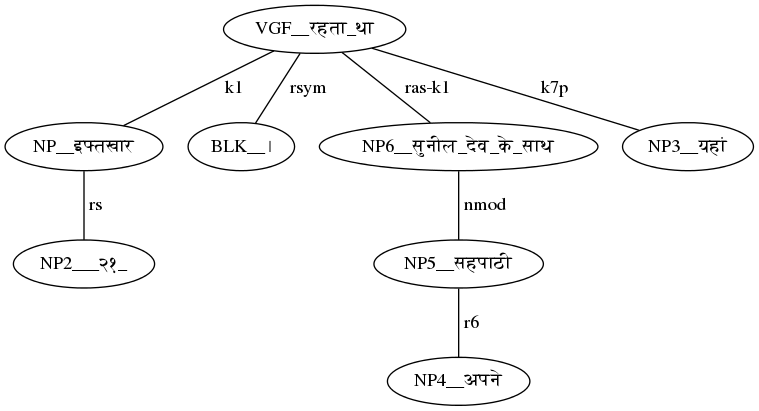 VGF__रहता_था
k1 rsym ras-k1 k7p
NP__इफ्तखार BLK__। NP6__सुनील_देव_के_साथ NP3__यहां
rs nmod
NP2___२१_ NP5__सहपाठी
r6
NP4__अपने